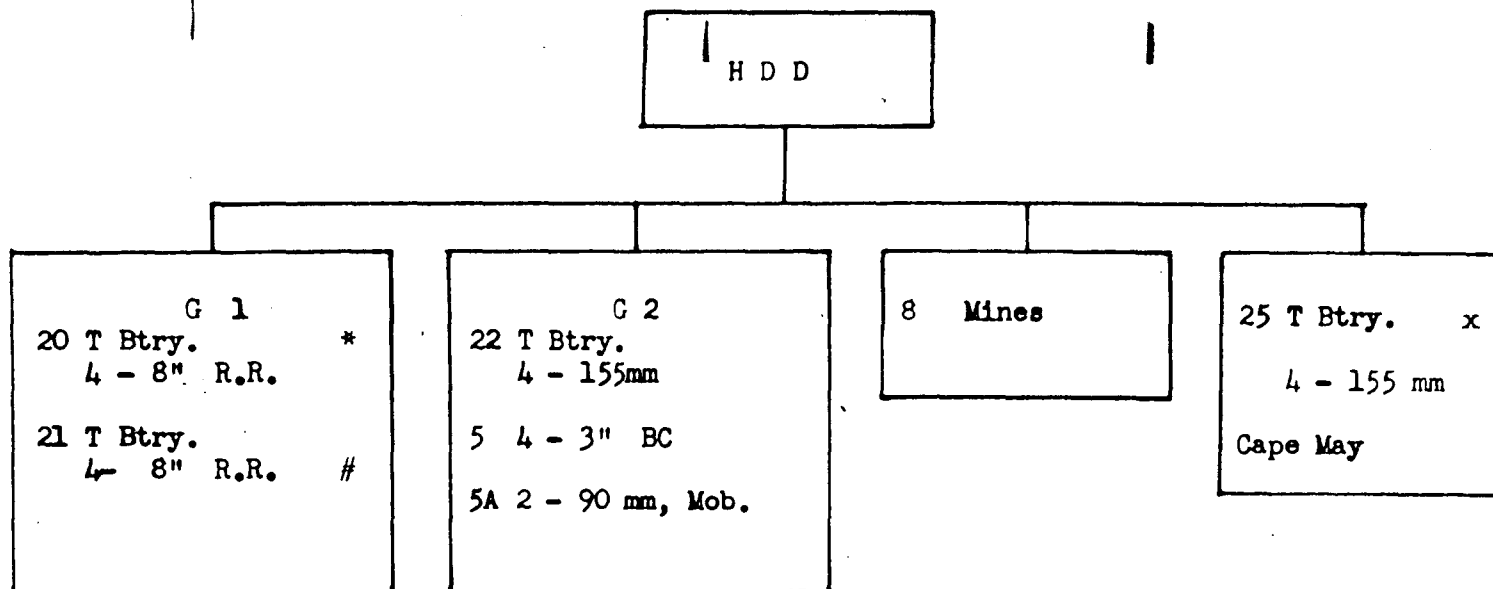 H D D
G 1
20 T Btry. *
4 - 8" R.R.
21 T Btry.
4- 8" R.R. #
G 2
22 T Btry.
4 - 155mm
5 4 - 3" BC
5A 2 - 90 mm, Mob.
8 Mines
25 T Btry. x
4 - 155 mm
Cape May